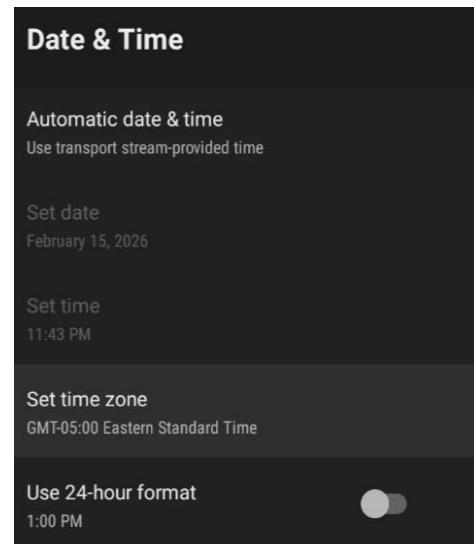 Date & Time
Automatic date & time
Use transport stream-provided time
Set date
February 15, 2026
Set time
11:43 PM
Set time zone
GMT-05:00 Eastern Standard Time
Use 24-hour format
1:00 PM